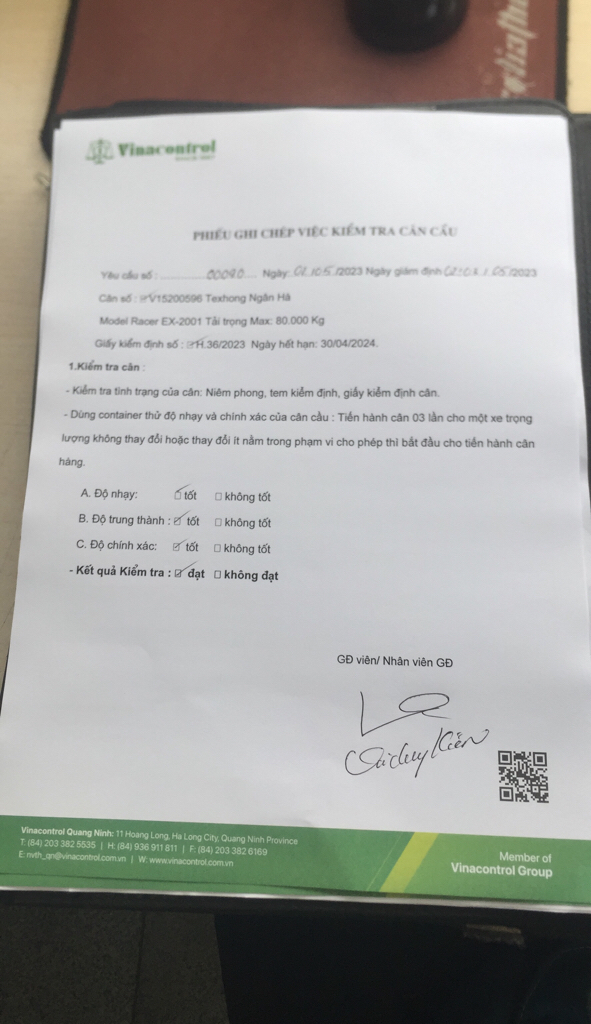 Vinacontrol
PHIẾU GHI CHÉP VIỆC KIỂM TRA CÂN CẦU
Yêu cầu số : ............ 00090 ... Ngày: 02/05/2023 Ngày giám định /05/2023
Cân số : V15200596 Texhong Ngân Hà
Model Racer EX-2001 Tải trọng Max: 80.000 Kg
Giấy kiểm định số : H.36/2023 Ngày hết hạn: 30/04/2024.
1.Kiểm tra cân :
- Kiểm tra tình trạng của cân: Niêm phong, tem kiểm định, giấy kiểm định cân.
- Dùng container thử độ nhạy và chính xác của cân cầu : Tiến hành cân 03 lần cho một xe trọng
lượng không thay đổi hoặc thay đổi ít nằm trong phạm vi cho phép thì bắt đầu cho tiến hành cân
hàng.
A. Độ nhạy: tốt không tốt
B. Độ trung thành : tốt không tốt
C. Độ chính xác: tốt không tốt
- Kết quả Kiểm tra : đạt không đạt
GĐ viên/ Nhân viên GĐ
Vinacontrol Quang Ninh: 11 Hoang Long, Ha Long City, Quang Ninh Province
T: (84) 203 382 5535 | H: (84) 936 911 811 | F: (84) 203 382 6169
E: nvth_qn@vinacontrol.com.vn | W: www.vinacontrol.com.vn
Member of
Vinacontrol Group